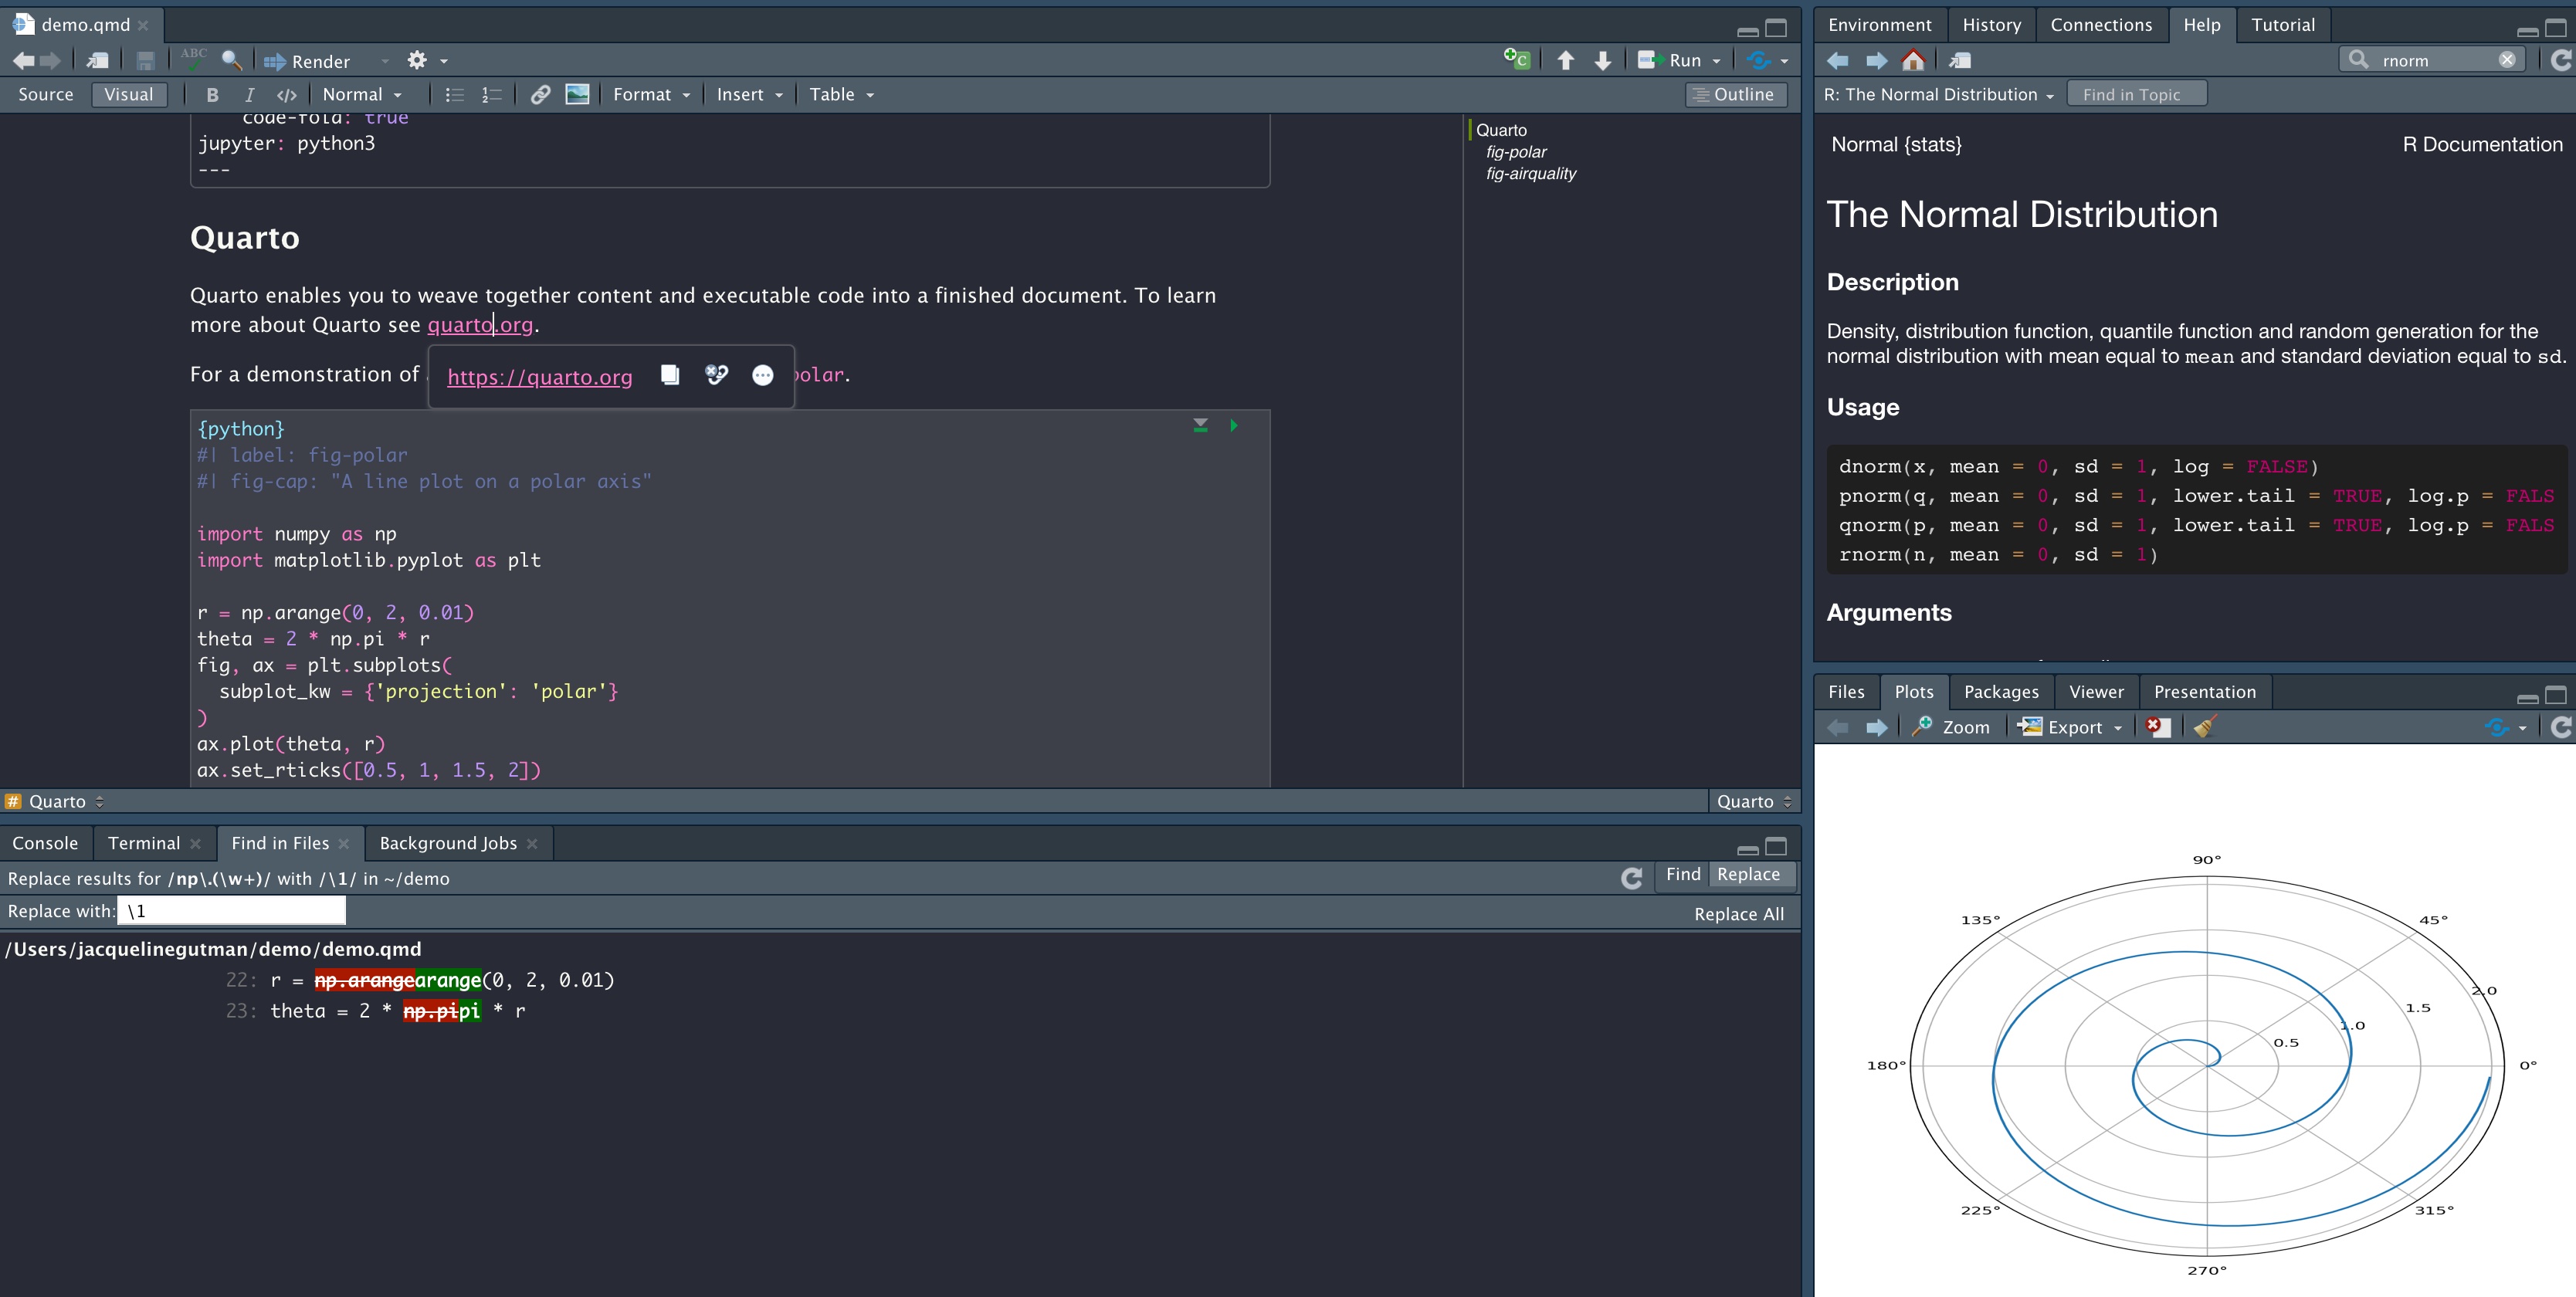 demo.qmd
ABC
Render
C
Run
Source Visual B I </> Normal Format Insert Table Outline
code-fold: true
jupyter: python3
---
Quarto
Quarto enables you to weave together content and executable code into a finished document. To learn
more about Quarto see quarto.org.
For a demonstration of
https://quarto.org
polar.
{python}
#| label: fig-polar
#| fig-cap: "A line plot on a polar axis"
import numpy as np
import matplotlib.pyplot as plt
r = np.arange(0, 2, 0.01)
theta = 2 * np.pi * r
fig, ax = plt.subplots(
subplot_kw = {'projection': 'polar'}
)
ax.plot(theta, r)
ax.set_rticks([0.5, 1, 1.5, 2])
Quarto
fig-polar
fig-airquality
# Quarto
Quarto
Console Terminal Find in Files Background Jobs
Replace results for /np\.(\w+)/ with /\1/ in ~/demo
Find Replace
Replace with: \1
Replace All
/Users/jacquelinegutman/demo/demo.qmd
22: r = np.arangearange(0, 2, 0.01)
23: theta = 2 * np.pipi * r
Environment History Connections Help Tutorial
rnorm
R: The Normal Distribution
Find in Topic
Normal {stats}
R Documentation
The Normal Distribution
Description
Density, distribution function, quantile function and random generation for the
normal distribution with mean equal to mean and standard deviation equal to sd.
Usage
dnorm(x, mean = 0, sd = 1, log = FALSE)
pnorm(q, mean = 0, sd = 1, lower.tail = TRUE, log.p = FALS
qnorm(p, mean = 0, sd = 1, lower.tail = TRUE, log.p = FALS
rnorm(n, mean = 0, sd = 1)
Arguments
Files Plots Packages Viewer Presentation
Zoom Export
90°
135°
45°
2.0
1.5
1.0
0.5
180°
0°
225°
315°
270°